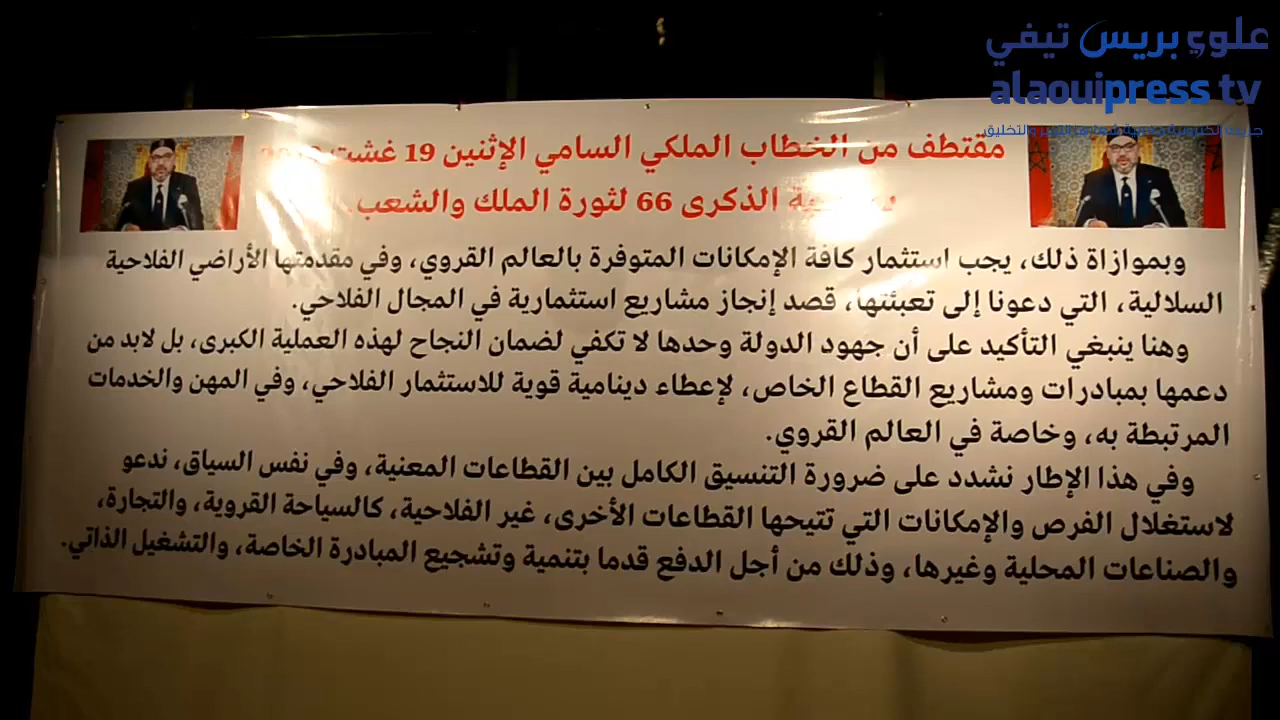 علوي بريس تيفي
alaouipress tv
جريدة إلكترونية
مقتطف من الخطاب الملكي السامي الإثنين 19 غشت
الذكرى 66 لثورة الملك والشعب.
وبموازاة ذلك، يجب استثمار كافة الإمكانات المتوفرة بالعالم القروي، وفي مقدمتها الأراضي الفلاحية
السلالية، التي دعونا إلى تعبئتها، قصد إنجاز مشاريع استثمارية في المجال الفلاحي.
وهنا ينبغي التأكيد على أن جهود الدولة وحدها لا تكفي لضمان النجاح لهذه العملية الكبرى، بل لابد من
دعمها بمبادرات ومشاريع القطاع الخاص، لإعطاء دينامية قوية للاستثمار الفلاحي، وفي المهن والخدمات
المرتبطة به، وخاصة في العالم القروي.
وفي هذا الإطار نشدد على ضرورة التنسيق الكامل بين القطاعات المعنية، وفي نفس السياق، ندعو
لاستغلال الفرص والإمكانات التي تتيحها القطاعات الأخرى، غير الفلاحية، كالسياحة القروية، والتجارة،
والصناعات المحلية وغيرها، وذلك من أجل الدفع قدما بتنمية وتشجيع المبادرة الخاصة، والتشغيل الذاتي.